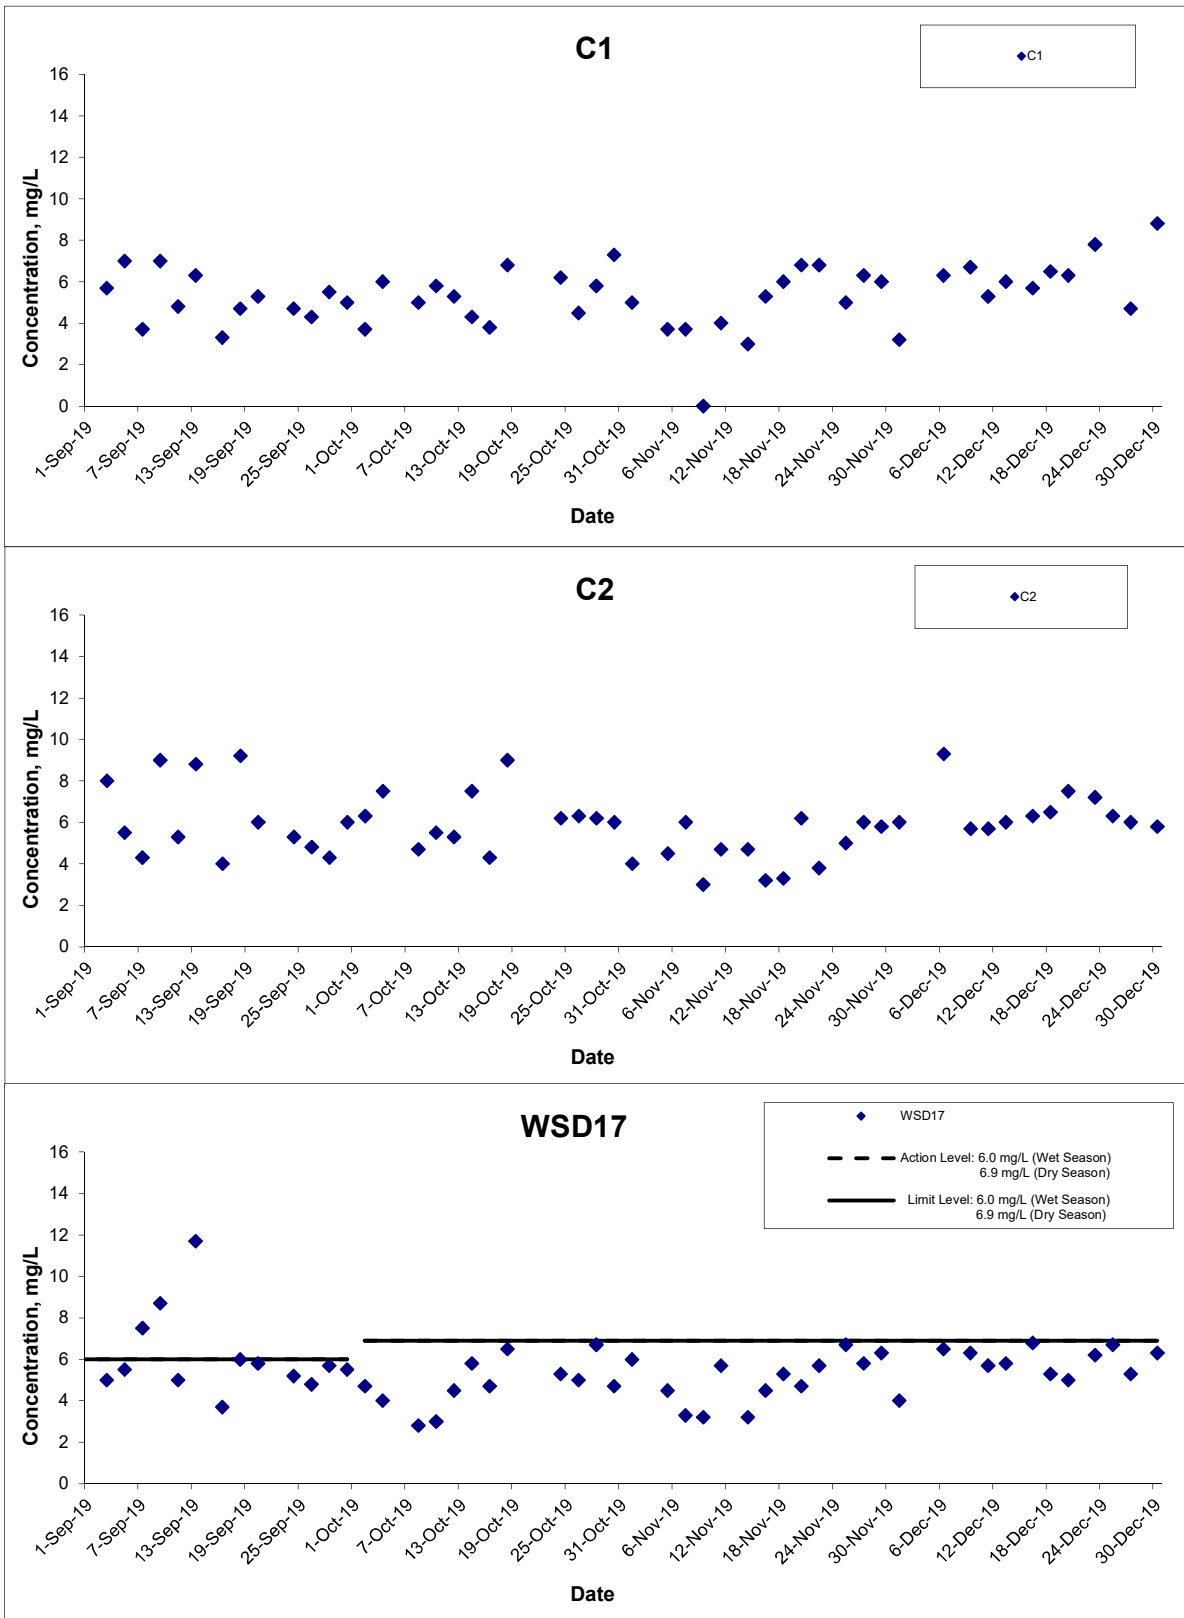 C1
C1
16
14
12
10
8
6
4
2
0
Concentration, mg/L
1-Sep-19
7-Sep-19
13-Sep-19
19-Sep-19
25-Sep-19
1-Oct-19
7-Oct-19
13-Oct-19
19-Oct-19
25-Oct-19
31-Oct-19
6-Nov-19
12-Nov-19
18-Nov-19
24-Nov-19
30-Nov-19
6-Dec-19
12-Dec-19
18-Dec-19
24-Dec-19
30-Dec-19
Date
C2
C2
16
14
12
10
8
6
4
2
0
Concentration, mg/L
1-Sep-19
7-Sep-19
13-Sep-19
19-Sep-19
25-Sep-19
1-Oct-19
7-Oct-19
13-Oct-19
19-Oct-19
25-Oct-19
31-Oct-19
6-Nov-19
12-Nov-19
18-Nov-19
24-Nov-19
30-Nov-19
6-Dec-19
12-Dec-19
18-Dec-19
24-Dec-19
30-Dec-19
Date
WSD17
WSD17
Action Level: 6.0 mg/L (Wet Season)
6.9 mg/L (Dry Season)
Limit Level: 6.0 mg/L (Wet Season)
6.9 mg/L (Dry Season)
16
14
12
10
8
6
4
2
0
Concentration, mg/L
1-Sep-19
7-Sep-19
13-Sep-19
19-Sep-19
25-Sep-19
1-Oct-19
7-Oct-19
13-Oct-19
19-Oct-19
25-Oct-19
31-Oct-19
6-Nov-19
12-Nov-19
18-Nov-19
24-Nov-19
30-Nov-19
6-Dec-19
12-Dec-19
18-Dec-19
24-Dec-19
30-Dec-19
Date